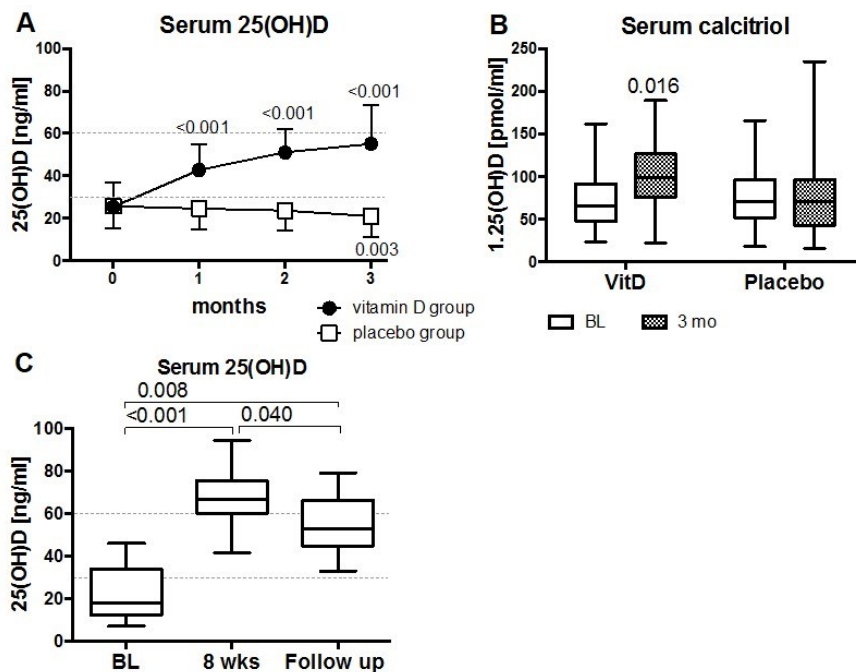 A
Serum 25(OH)D
25(OH)D [ng/ml]
100
80
60
40
20
0
<0.001
<0.001
<0.001
0.003
0
1
2
3
months
vitamin D group
placebo group
B
Serum calcitriol
1.25(OH)D [pmol/ml]
250
200
150
100
50
0
0.016
VitD
Placebo
BL
3 mo
C
Serum 25(OH)D
0.008
<0.001
0.040
25(OH)D [ng/ml]
100
80
60
40
20
0
BL
8 wks
Follow up